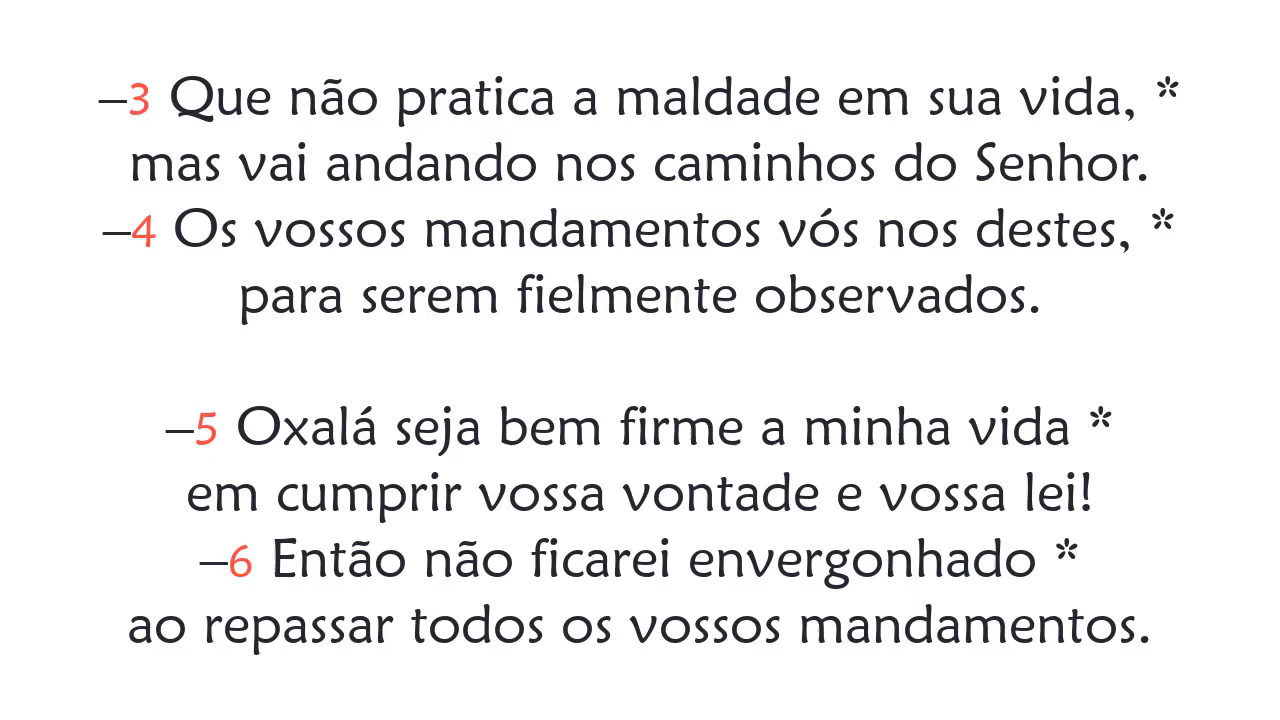 –3 Que não pratica a maldade em sua vida, *
mas vai andando nos caminhos do Senhor.
–4 Os vossos mandamentos vós nos destes, *
para serem fielmente observados.
–5 Oxalá seja bem firme a minha vida *
em cumprir vossa vontade e vossa lei!
–6 Então não ficarei envergonhado *
ao repassar todos os vossos mandamentos.